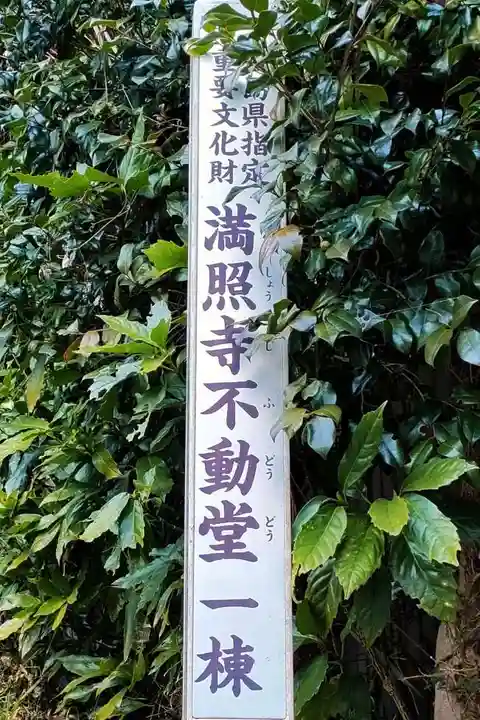 県指定
重要文化財
満照寺不動堂一棟
しょうじふどうどう